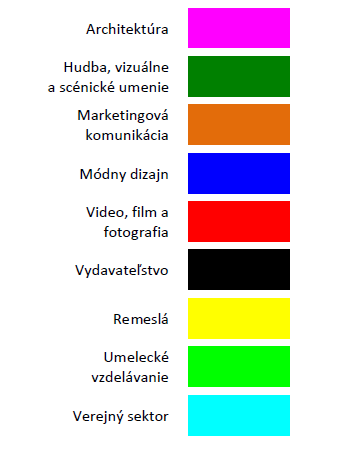 Architektúra
Hudba, vizuálne
a scénické umenie
Marketingová
komunikácia
Módny dizajn
Video, film a
fotografia
Vydavateľstvo
Remeslá
Umelecké
vzdelávanie
Verejný sektor